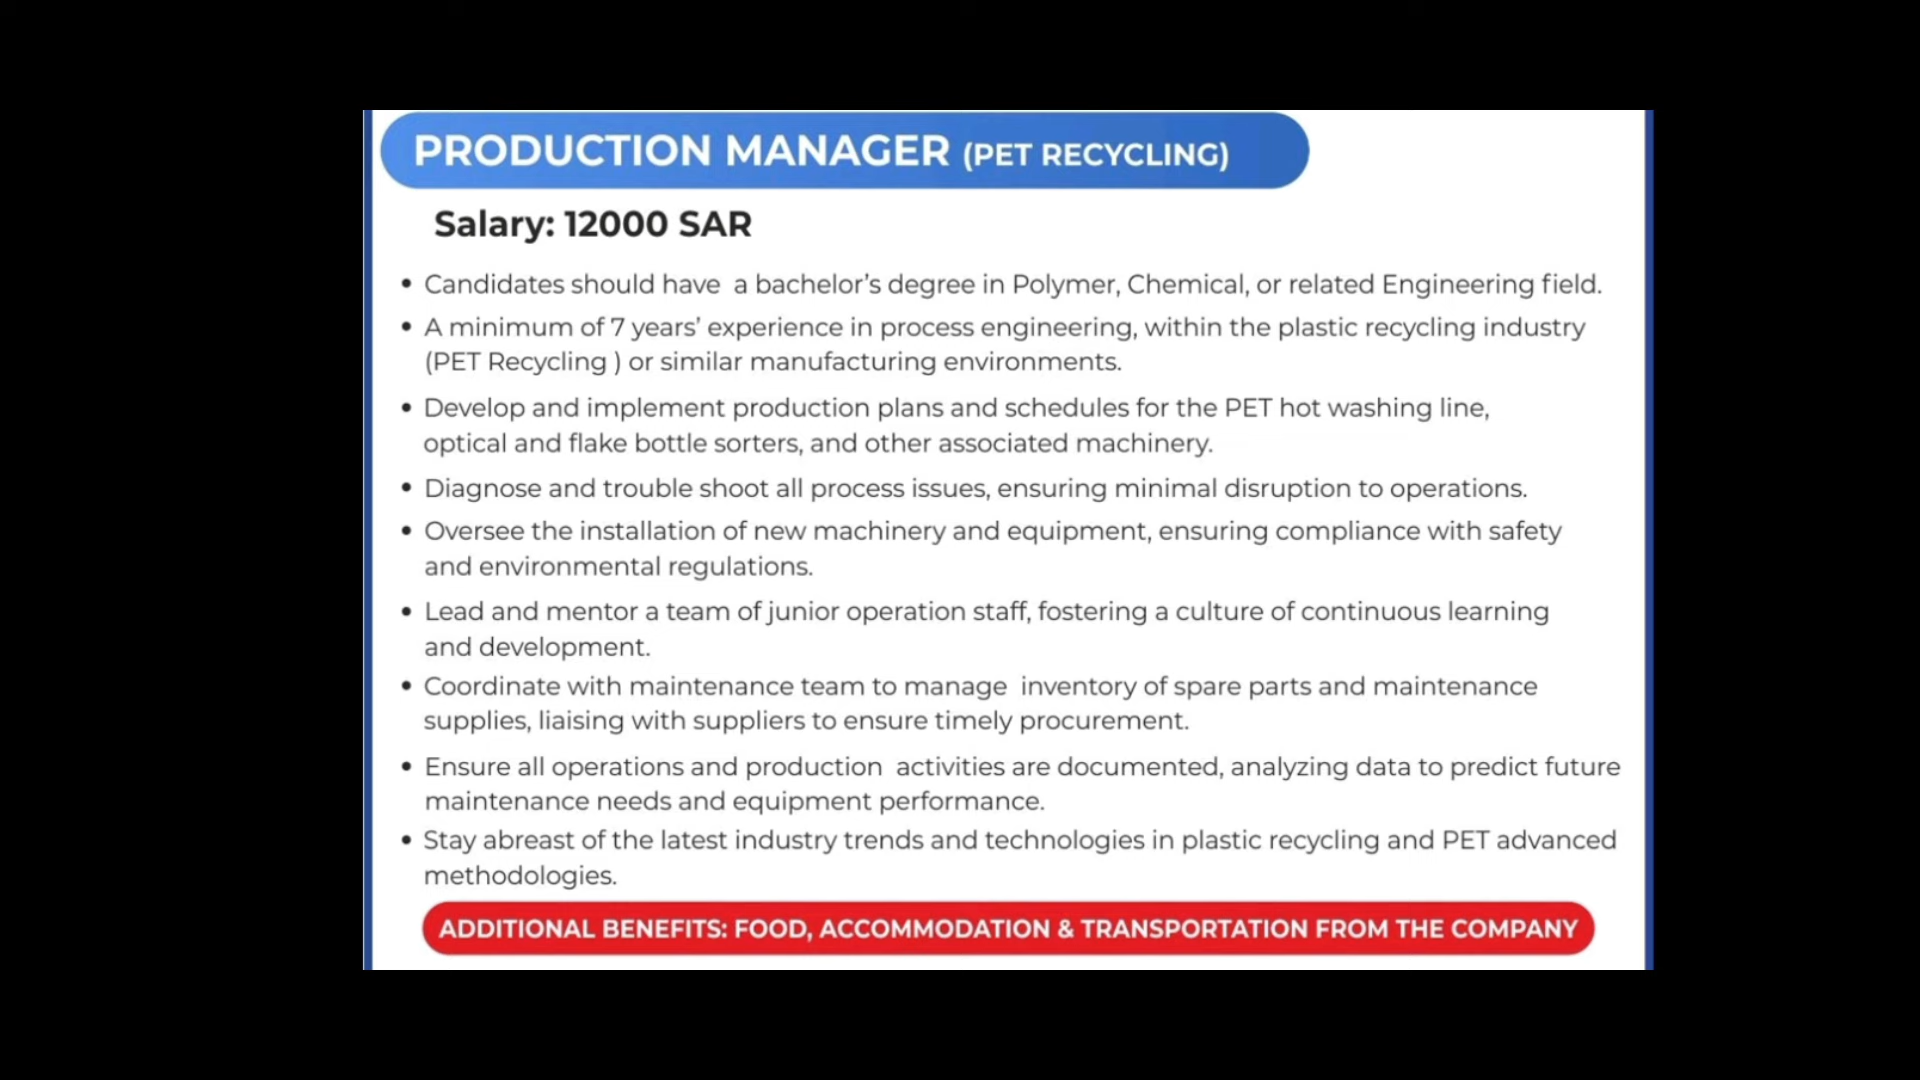 PRODUCTION MANAGER (PET RECYCLING)
Salary: 12000 SAR
• Candidates should have a bachelor's degree in Polymer, Chemical, or related Engineering field.
• A minimum of 7 years' experience in process engineering, within the plastic recycling industry
(PET Recycling ) or similar manufacturing environments.
• Develop and implement production plans and schedules for the PET hot washing line,
optical and flake bottle sorters, and other associated machinery.
• Diagnose and trouble shoot all process issues, ensuring minimal disruption to operations.
• Oversee the installation of new machinery and equipment, ensuring compliance with safety
and environmental regulations.
• Lead and mentor a team of junior operation staff, fostering a culture of continuous learning
and development.
• Coordinate with maintenance team to manage inventory of spare parts and maintenance
supplies, liaising with suppliers to ensure timely procurement.
• Ensure all operations and production activities are documented, analyzing data to predict future
maintenance needs and equipment performance.
• Stay abreast of the latest industry trends and technologies in plastic recycling and PET advanced
methodologies.
ADDITIONAL BENEFITS: FOOD, ACCOMMODATION & TRANSPORTATION FROM THE COMPANY